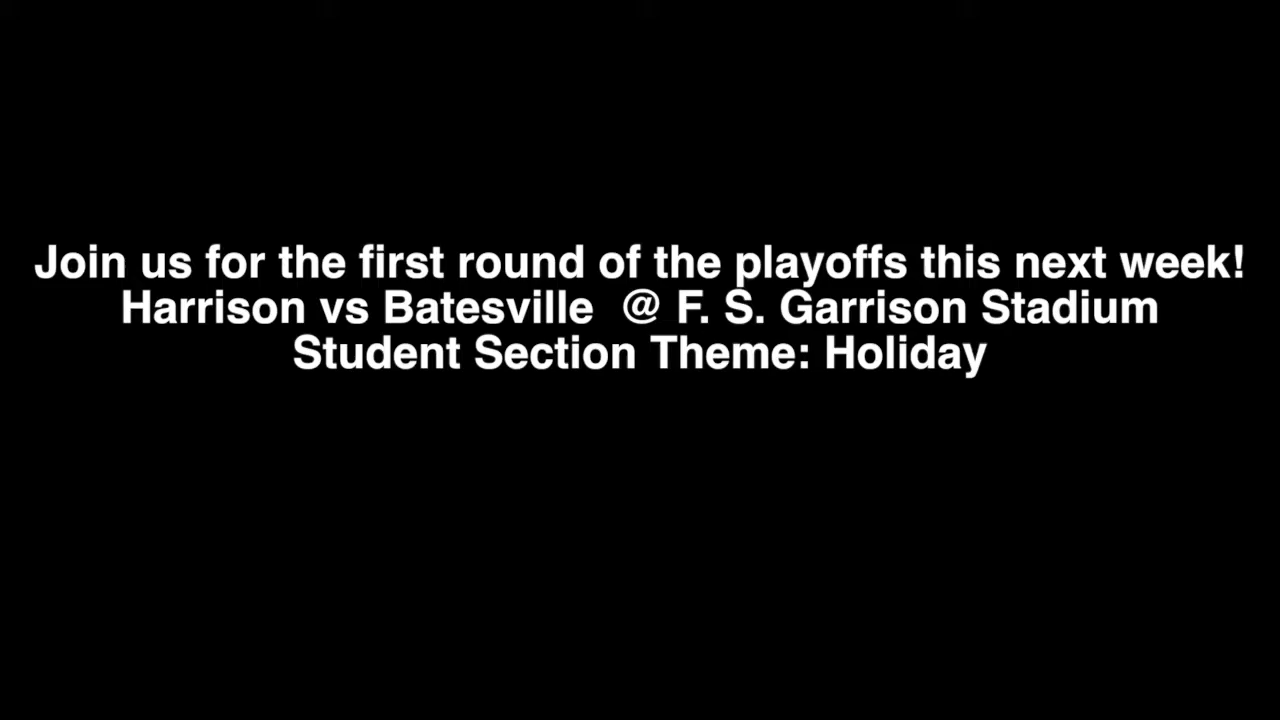 Join us for the first round of the playoffs this next week!
Harrison vs Batesville  @ F. S. Garrison Stadium
Student Section Theme: Holiday